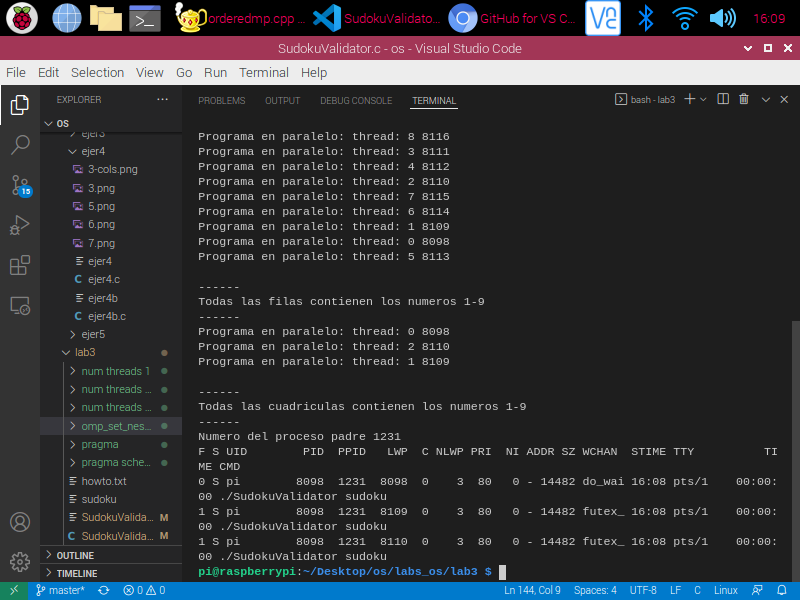 orderedmp.cpp ...
SudokuValidato...
GitHub for VS C...
16:09
SudokuValidator.c - os - Visual Studio Code
File Edit Selection View Go Run Terminal Help
EXPLORER
PROBLEMS OUTPUT DEBUG CONSOLE TERMINAL
bash - lab3
OS
ejer3
ejer4
3-cols.png
3.png
5.png
6.png
7.png
ejer4
C ejer4.c
ejer4b
C ejer4b.c
ejer5
lab3
num threads 1
num threads ...
num threads ...
omp_set_nes...
pragma
pragma sche...
howto.txt
sudoku
SudokuValida... M
C SudokuValida... M
OUTLINE
TIMELINE
15
Programa en paralelo: thread: 8 8116
Programa en paralelo: thread: 3 8111
Programa en paralelo: thread: 4 8112
Programa en paralelo: thread: 2 8110
Programa en paralelo: thread: 7 8115
Programa en paralelo: thread: 6 8114
Programa en paralelo: thread: 1 8109
Programa en paralelo: thread: 0 8098
Programa en paralelo: thread: 5 8113
------
Todas las filas contienen los numeros 1-9
------
Programa en paralelo: thread: 0 8098
Programa en paralelo: thread: 2 8110
Programa en paralelo: thread: 1 8109
------
Todas las cuadriculas contienen los numeros 1-9
------
Numero del proceso padre 1231
F S UID        PID  PPID   LWP  C NLWP PRI  NI ADDR SZ WCHAN  STIME TTY          TI
ME CMD
0 S pi        8098  1231  8098  0    3  80   0 - 14482 do_wai 16:08 pts/1    00:00:
00 ./SudokuValidator sudoku
1 S pi        8098  1231  8109  0    3  80   0 - 14482 futex_ 16:08 pts/1    00:00:
00 ./SudokuValidator sudoku
1 S pi        8098  1231  8110  0    3  80   0 - 14482 futex_ 16:08 pts/1    00:00:
00 ./SudokuValidator sudoku
pi@raspberrypi:~/Desktop/os/labs_os/lab3 $
master* 0 0 Ln 144, Col 9 Spaces: 4 UTF-8 LF C Linux